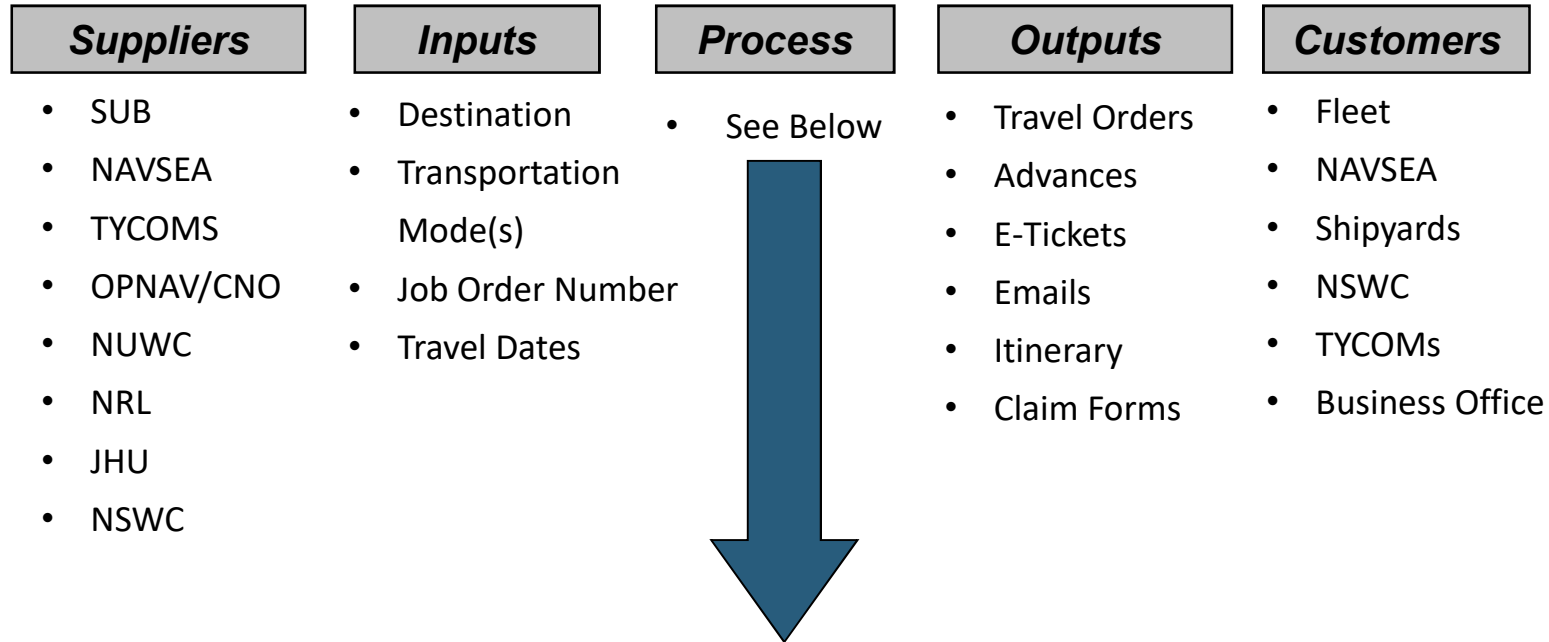 Suppliers
• SUB
• NAVSEA
• TYCOMS
• OPNAV/CNO
• NUWC
• NRL
• JHU
• NSWC
Inputs
• Destination
• Transportation
Mode(s)
• Job Order Number
• Travel Dates
Process
• See Below
Outputs
• Travel Orders
• Advances
• E-Tickets
• Emails
• Itinerary
• Claim Forms
Customers
• Fleet
• NAVSEA
• Shipyards
• NSWC
• TYCOMs
• Business Office